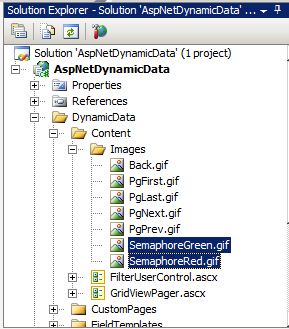 Solution Explorer - Solution 'AspNetDynamicData' ...
Solution 'AspNetDynamicData' (1 project)
AspNetDynamicData
Properties
References
DynamicData
Content
Images
Back.gif
PgFirst.gif
PgLast.gif
PgNext.gif
PgPrev.gif
SemaphoreGreen.gif
SemaphoreRed.gif
FilterUserControl.ascx
GridViewPager.ascx
CustomPages
FieldTemplates